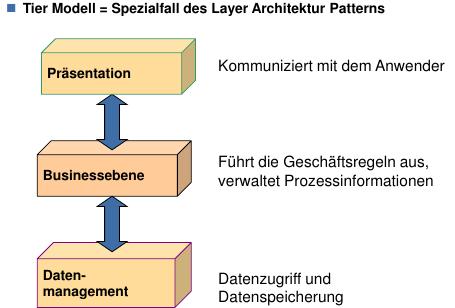 Tier Modell = Spezialfall des Layer Architektur Patterns
Präsentation
Kommuniziert mit dem Anwender
Businessebene
Führt die Geschäftsregeln aus,
verwaltet Prozessinformationen
Daten-
management
Datenzugriff und
Datenspeicherung